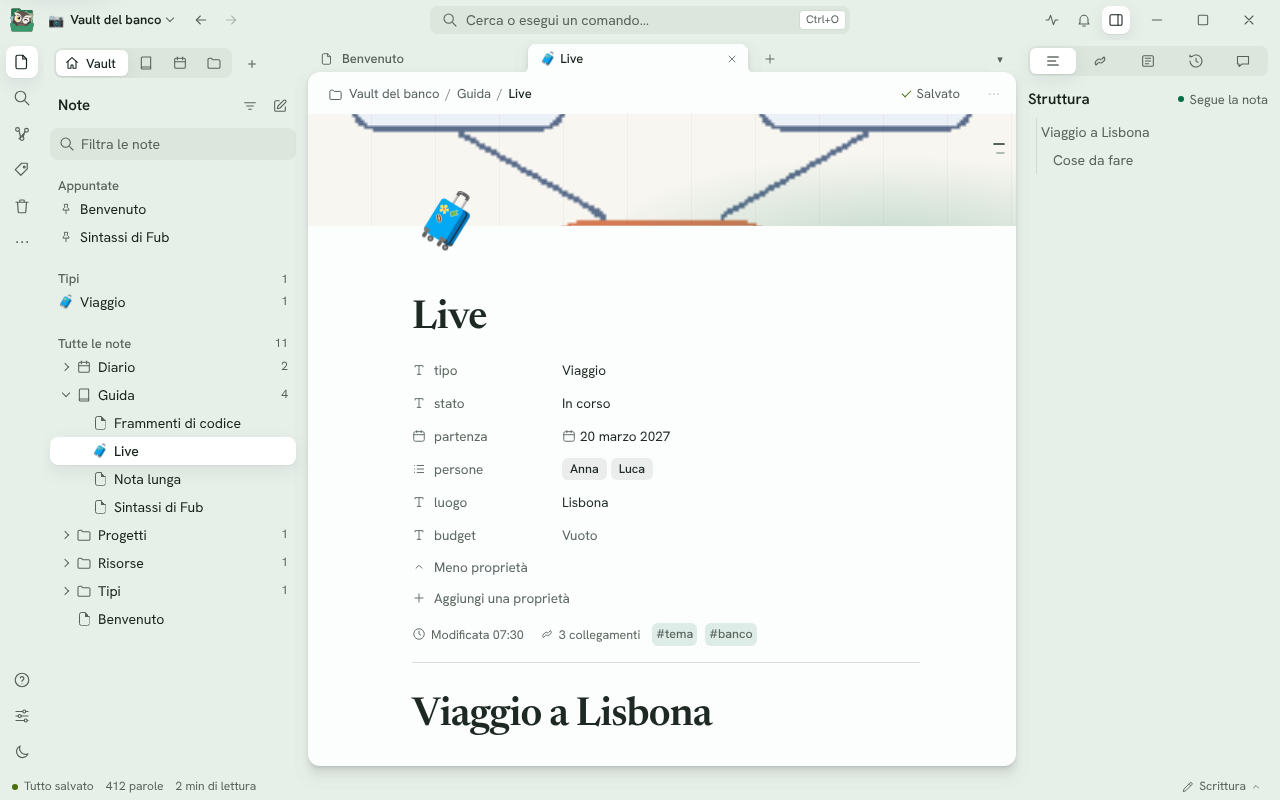 Vault del banco
Cerca o esegui un comando...
Ctrl+O
Vault
Note
Filtra le note
Appuntate
Benvenuto
Sintassi di Fub
Tipi 1
Viaggio 1
Tutte le note 11
Diario 2
Guida 4
Frammenti di codice
Live
Nota lunga
Sintassi di Fub
Progetti 1
Risorse 1
Tipi 1
Benvenuto
Tutto salvato 412 parole 2 min di lettura
Benvenuto
Live
Vault del banco / Guida / Live
Salvato
Live
tipo Viaggio
stato In corso
partenza 20 marzo 2027
persone Anna Luca
luogo Lisbona
budget Vuoto
Meno proprietà
Aggiungi una proprietà
Modificata 07:30 3 collegamenti #tema #banco
Viaggio a Lisbona
Struttura
Segue la nota
Viaggio a Lisbona
Cose da fare
Scrittura